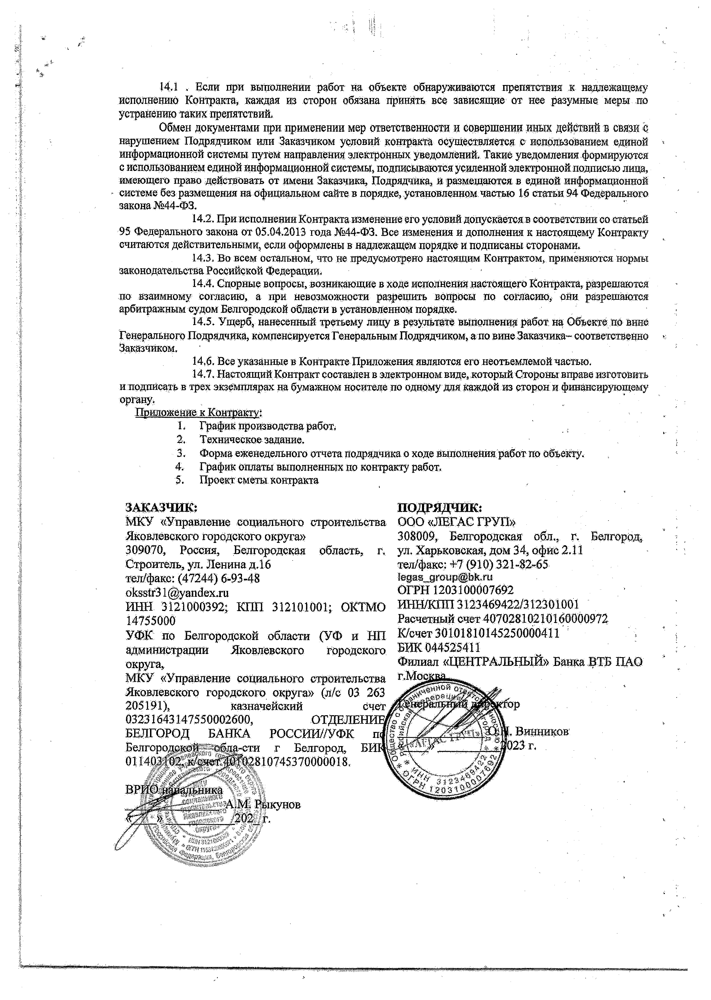 14.1 . Если при выполнении работ на объекте обнаруживаются препятствия к надлежащему
исполнению Контракта, каждая из сторон обязана принять все зависящие от нее разумные меры по
устранению таких препятствий.
Обмен документами при применении мер ответственности и совершении иных действий в связи с
нарушением Подрядчиком или Заказчиком условий контракта осуществляется с использованием единой
информационной системы путем направления электронных уведомлений. Такие уведомления формируются
с использованием единой информационной системы, подписываются усиленной электронной подписью лица,
имеющего право действовать от имени Заказчика, Подрядчика, и размещаются в единой информационной
системе без размещения на официальном сайте в порядке, установленном частью 16 статьи 94 Федерального
закона №44-ФЗ.
14.2. При исполнении Контракта изменение его условий допускается в соответствии со статьей
95 Федерального закона от 05.04.2013 года №44-ФЗ. Все изменения и дополнения к настоящему Контракту
считаются действительными, если оформлены в надлежащем порядке и подписаны сторонами.
14.3. Во всем остальном, что не предусмотрено настоящим Контрактом, применяются нормы
законодательства Российской Федерации.
14.4. Спорные вопросы, возникающие в ходе исполнения настоящего Контракта, разрешаются
по взаимному согласию, а при невозможности разрешить вопросы по согласию, они разрешаются
арбитражным судом Белгородской области в установленном порядке.
14.5. Ущерб, нанесенный третьему лицу в результате выполнения работ на Объекте по вине
Генерального Подрядчика, компенсируется Генеральным Подрядчиком, а по вине Заказчика– соответственно
Заказчиком.
14.6. Все указанные в Контракте Приложения являются его неотъемлемой частью.
14.7. Настоящий Контракт составлен в электронном виде, который Стороны вправе изготовить
и подписать в трех экземплярах на бумажном носителе по одному для каждой из сторон и финансирующему
органу.
Приложение к Контракту:
1. График производства работ.
2. Техническое задание.
3. Форма еженедельного отчета подрядчика о ходе выполнения работ по объекту.
4. График оплаты выполненных по контракту работ.
5. Проект сметы контракта
ЗАКАЗЧИК:
МКУ «Управление социального строительства
Яковлевского городского округа»
309070, Россия, Белгородская область, г.
Строитель, ул. Ленина д.16
тел/факс: (47244) 6-93-48
oksstr31@yandex.ru
ИНН 3121000392; КПП 312101001; ОКТМО
14755000
УФК по Белгородской области (УФ и НП
администрации Яковлевского городского
округа,
МКУ «Управление социального строительства
Яковлевского городского округа» (л/с 03 263
205191), казначейский счет
03231643147550002600, ОТДЕЛЕНИЕ
БЕЛГОРОД БАНКА РОССИИ//УФК по
Белгородской обла-сти г Белгород, БИК
011403102, к/счет 40102810745370000018.
ВРИО начальника
А.М. Рыкунов
«____» ____________202_ г.
ПОДРЯДЧИК:
ООО «ЛЕГАС ГРУП»
308009, Белгородская обл., г. Белгород,
ул. Харьковская, дом 34, офис 2.11
тел/факс: +7 (910) 321-82-65
legas_group@bk.ru
ОГРН 1203100007692
ИНН/КПП 3123469422/312301001
Расчетный счет 40702810210160000972
К/счет 30101810145250000411
БИК 044525411
Филиал «ЦЕНТРАЛЬНЫЙ» Банка ВТБ ПАО
г.Москва
Генеральный директор
Винников
«____» __________2023 г.
«ЛЕГАС ГРУП»
* ИНН 3123469422 *
* ОГРН 1203100007692 *